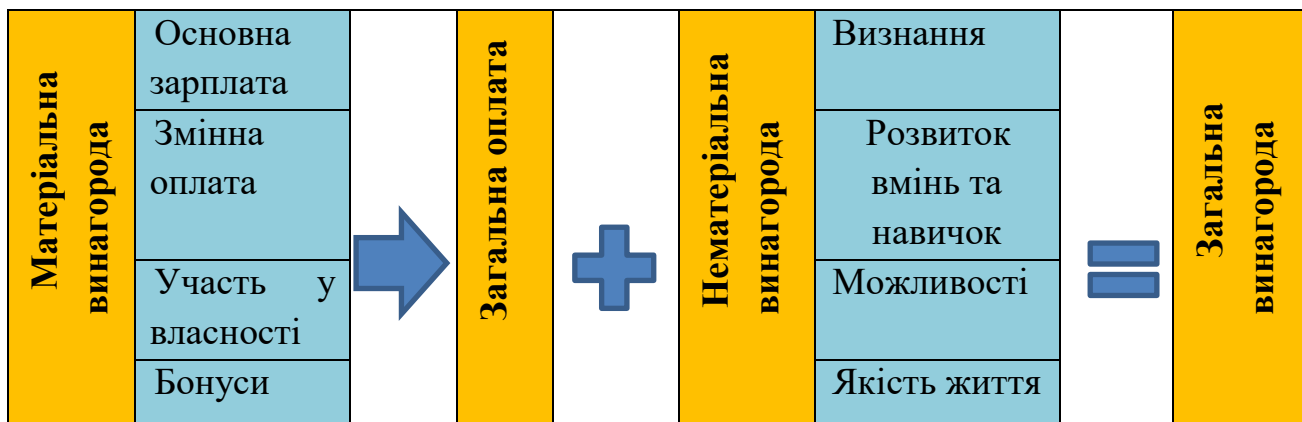 Матеріальна
винагорода
Основна
зарплата
Змінна
оплата
Участь у
власності
Бонуси
Загальна оплата
Нематеріальна
винагорода
Визнання
Розвиток
вмінь та
навичок
Можливості
Якість життя
Загальна
винагорода